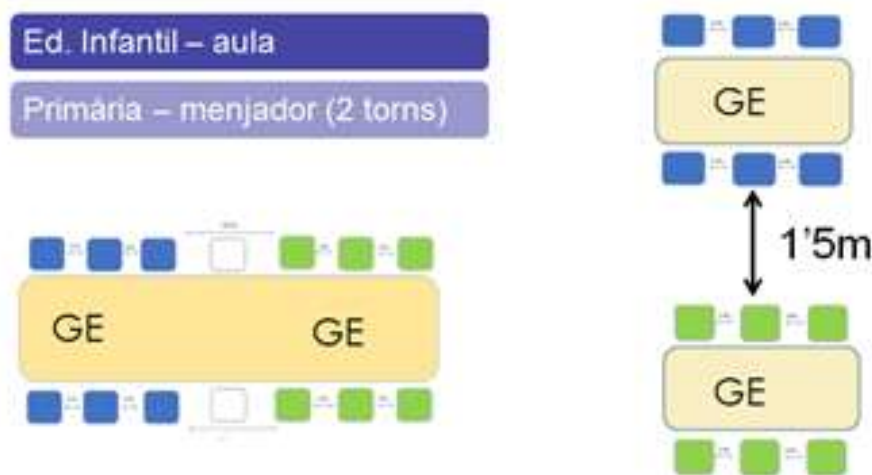 Ed. Infantil – aula
Primària – menjador (2 torns)
GE
1'5m
GE GE
GE